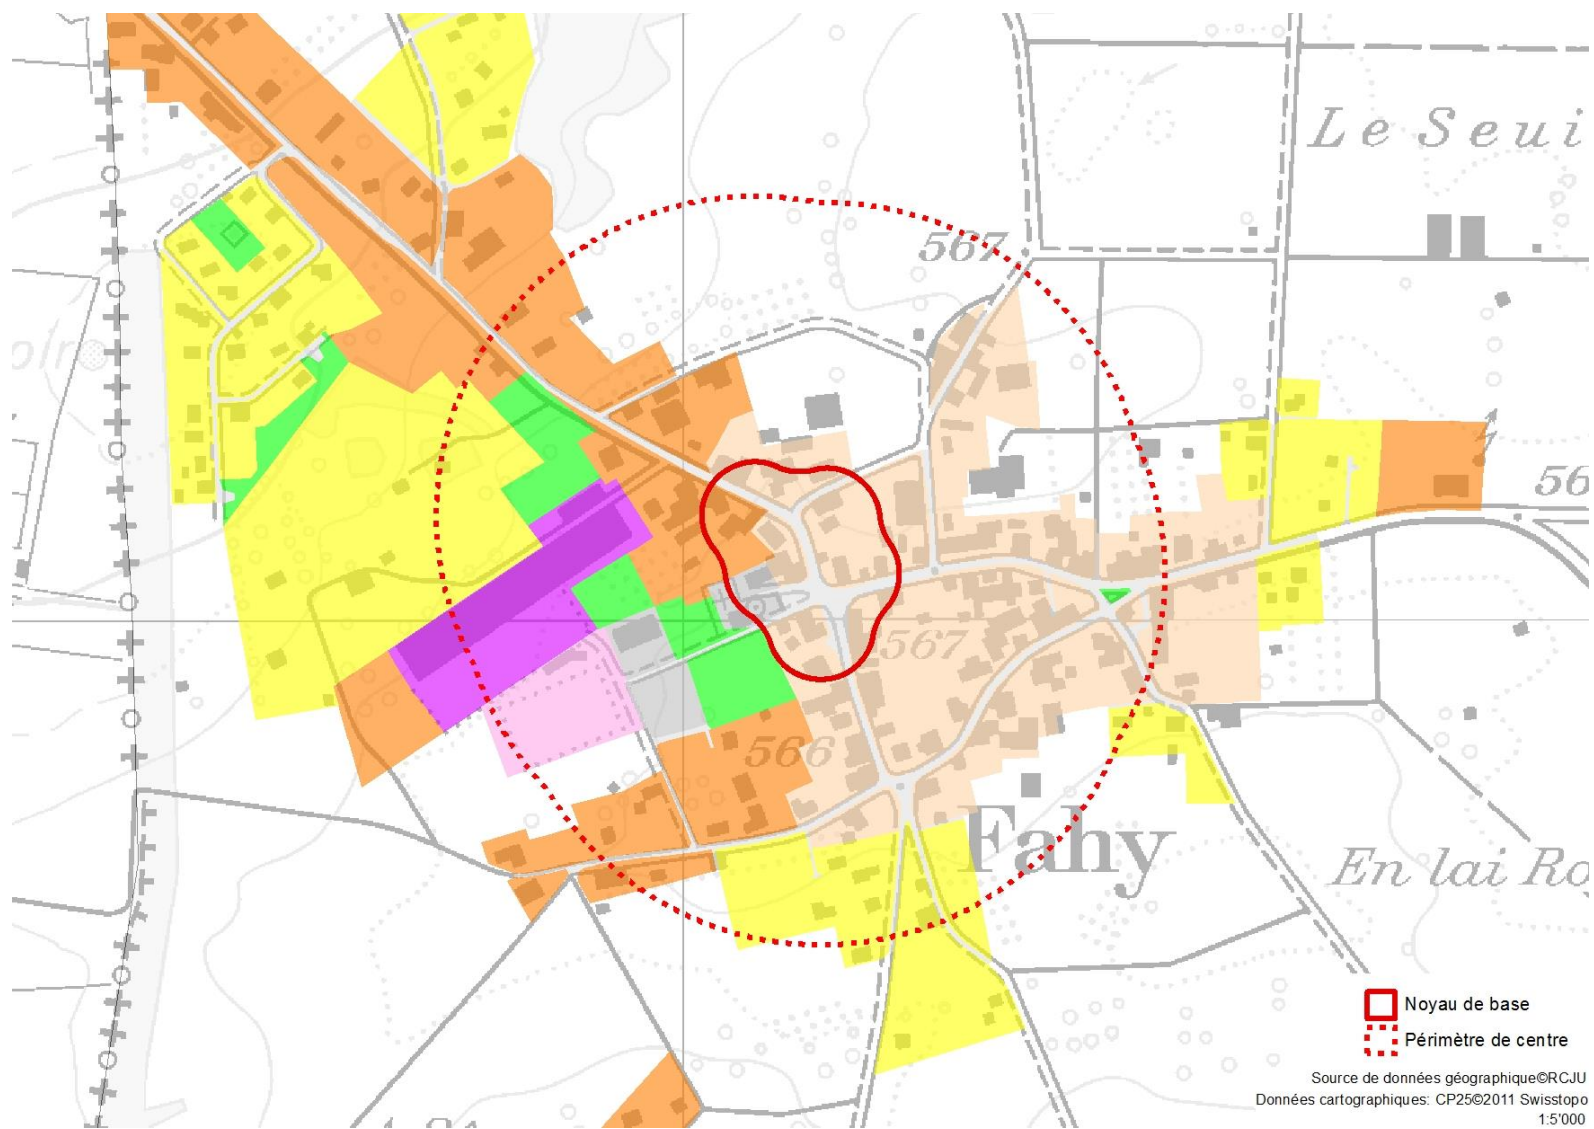 Le Seui
567
56
567
566
Fahy
En lai Ro
Noyau de base
Périmètre de centre
Source de données géographique©RCJU
Données cartographiques: CP25©2011 Swisstopo
1:5'000